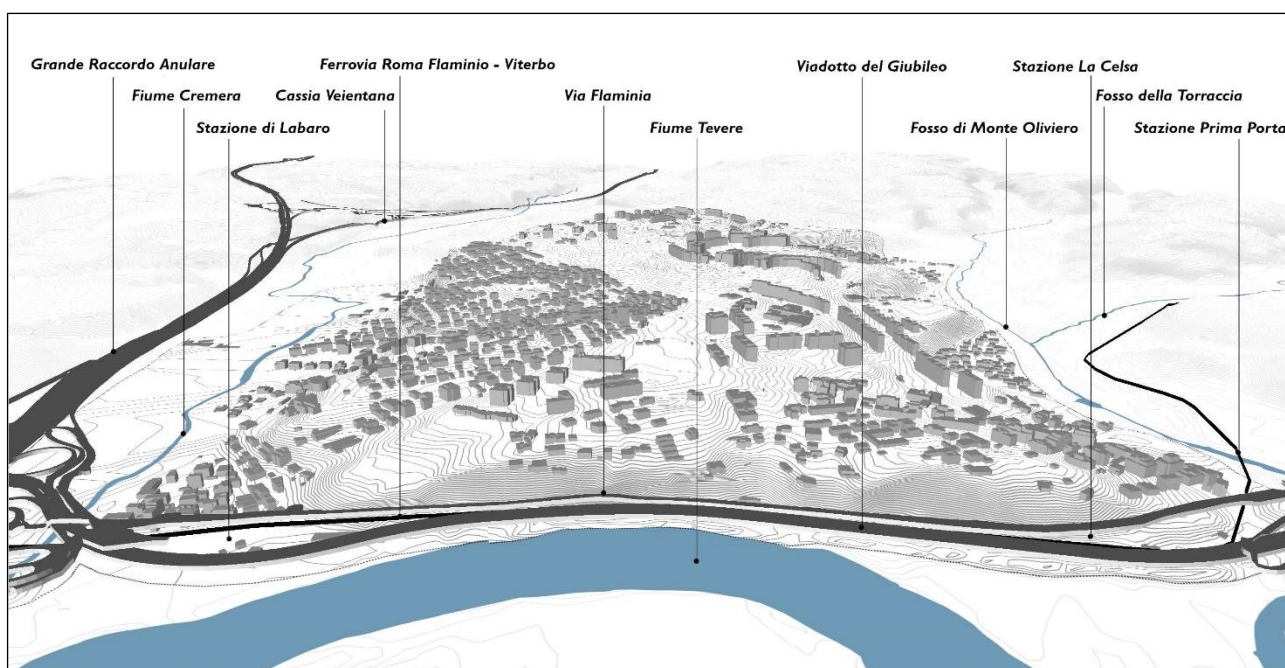 Grande Raccordo Anulare
Ferrovia Roma Flaminio - Viterbo
Viadotto del Giubileo
Stazione La Celsa
Fiume Cremera
Cassia Veientana
Via Flaminia
Fosso della Torraccia
Stazione di Labaro
Fiume Tevere
Fosso di Monte Oliviero
Stazione Prima Porta